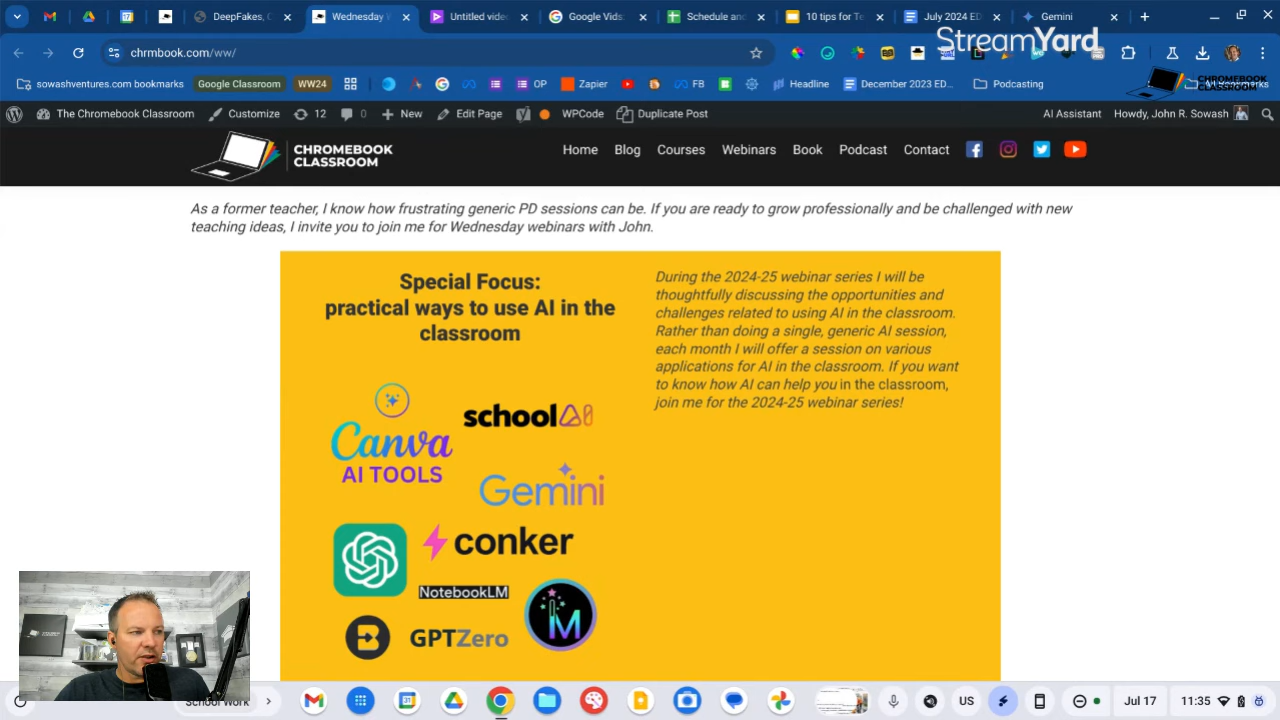 DeepFakes, C
Wednesday W
Untitled video
Google Vids:
Schedule and
10 tips for Te
July 2024 ED
Gemini
StreamYard
chrmbook.com/ww/
sowashventures.com bookmarks
Google Classroom
WW24
OP
Zapier
FB
Headline
December 2023 ED...
Podcasting
CHROMEBOOK
CLASSROOM
The Chromebook Classroom
Customize
12
0
New
Edit Page
WPCode
Duplicate Post
AI Assistant
Howdy, John R. Sowash
CHROMEBOOK
CLASSROOM
Home
Blog
Courses
Webinars
Book
Podcast
Contact
As a former teacher, I know how frustrating generic PD sessions can be. If you are ready to grow professionally and be challenged with new
teaching ideas, I invite you to join me for Wednesday webinars with John.
Special Focus:
practical ways to use AI in the
classroom
During the 2024-25 webinar series I will be
thoughtfully discussing the opportunities and
challenges related to using AI in the classroom.
Rather than doing a single, generic AI session,
each month I will offer a session on various
applications for AI in the classroom. If you want
to know how AI can help you in the classroom,
join me for the 2024-25 webinar series!
Canva
AI TOOLS
schoolAI
Gemini
conker
NotebookLM
M
GPTZero
School Work
US
Jul 17
11:35